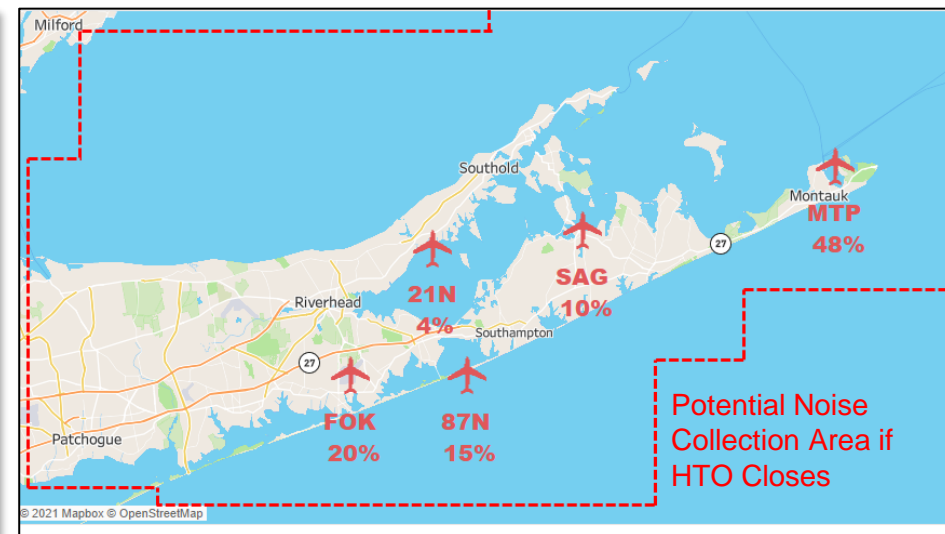 Milford
Southold
Montauk
MTP
48%
27
SAG
10%
21N
4%
Riverhead
Southampton
27
FOK
20%
87N
15%
Patchogue
Potential Noise
Collection Area if
HTO Closes
© 2021 Mapbox © OpenStreetMap